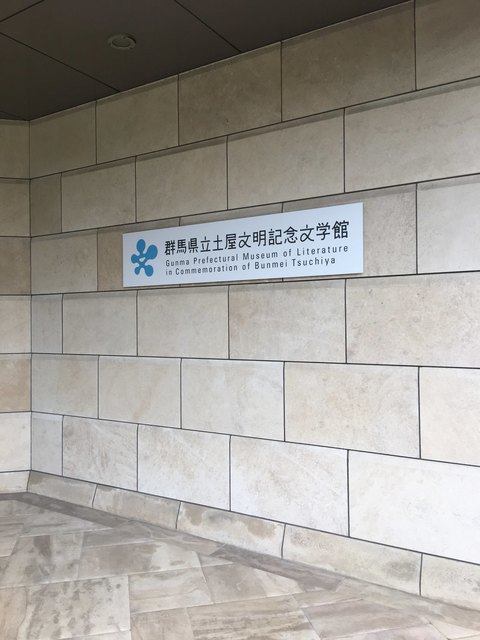 群馬県立土屋文明記念文学館
Gunma Prefectural Museum of Literature
in Commemoration of Bunmei Tsuchiya